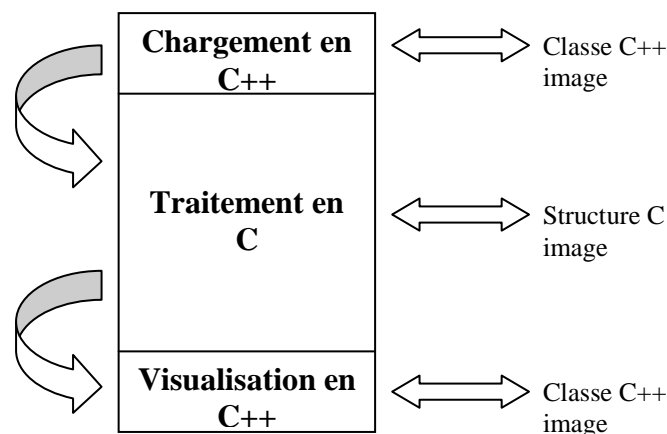 Chargement en
C++
Classe C++
image
Traitement en
C
Structure C
image
Visualisation en
C++
Classe C++
image